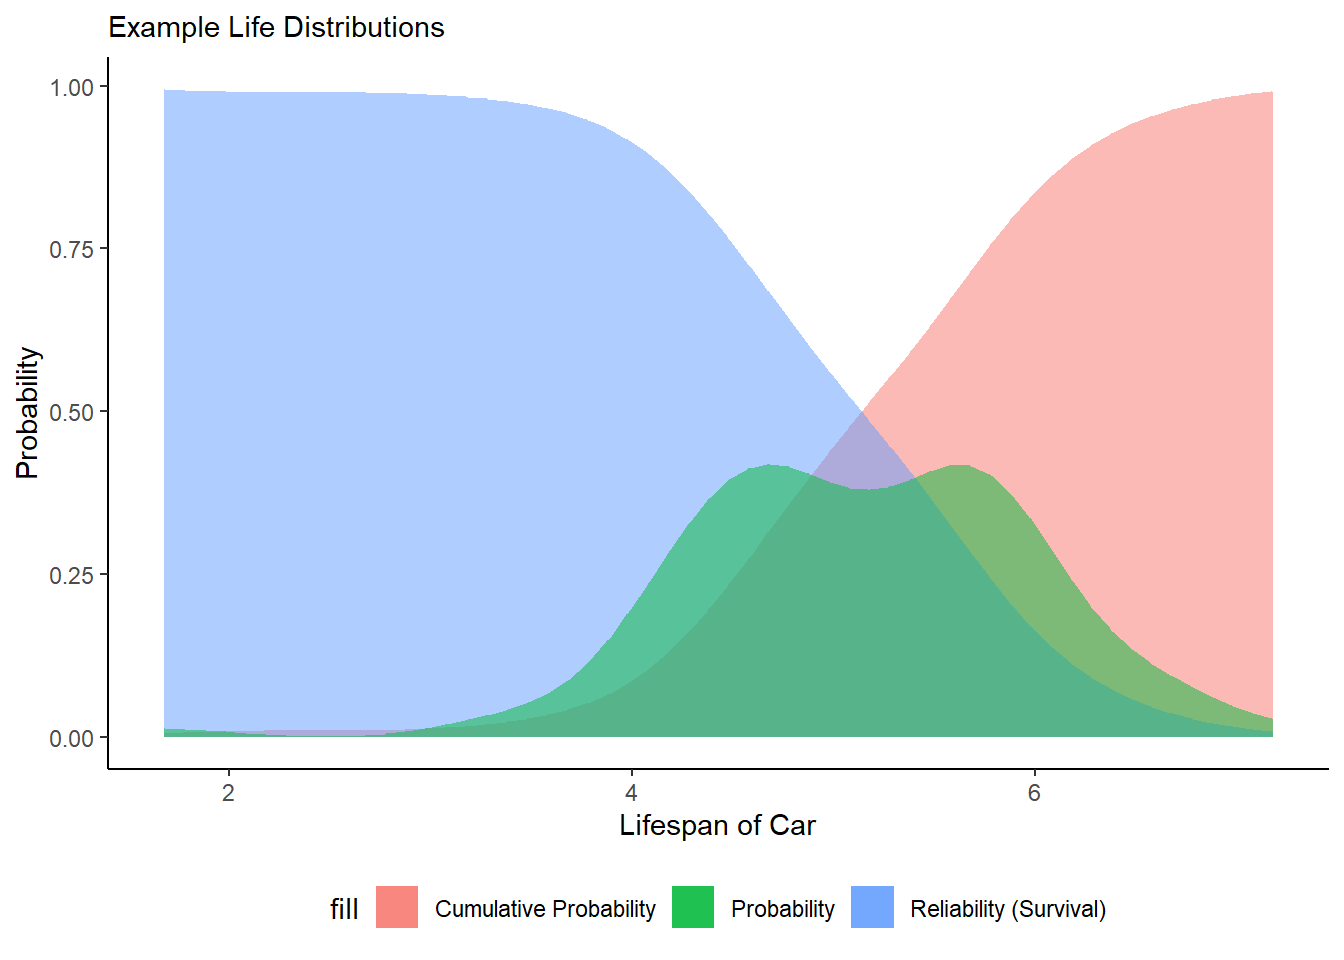 Example Life Distributions
Probability
1.00
0.75
0.50
0.25
0.00
2 4 6
Lifespan of Car
fill Cumulative Probability Probability Reliability (Survival)